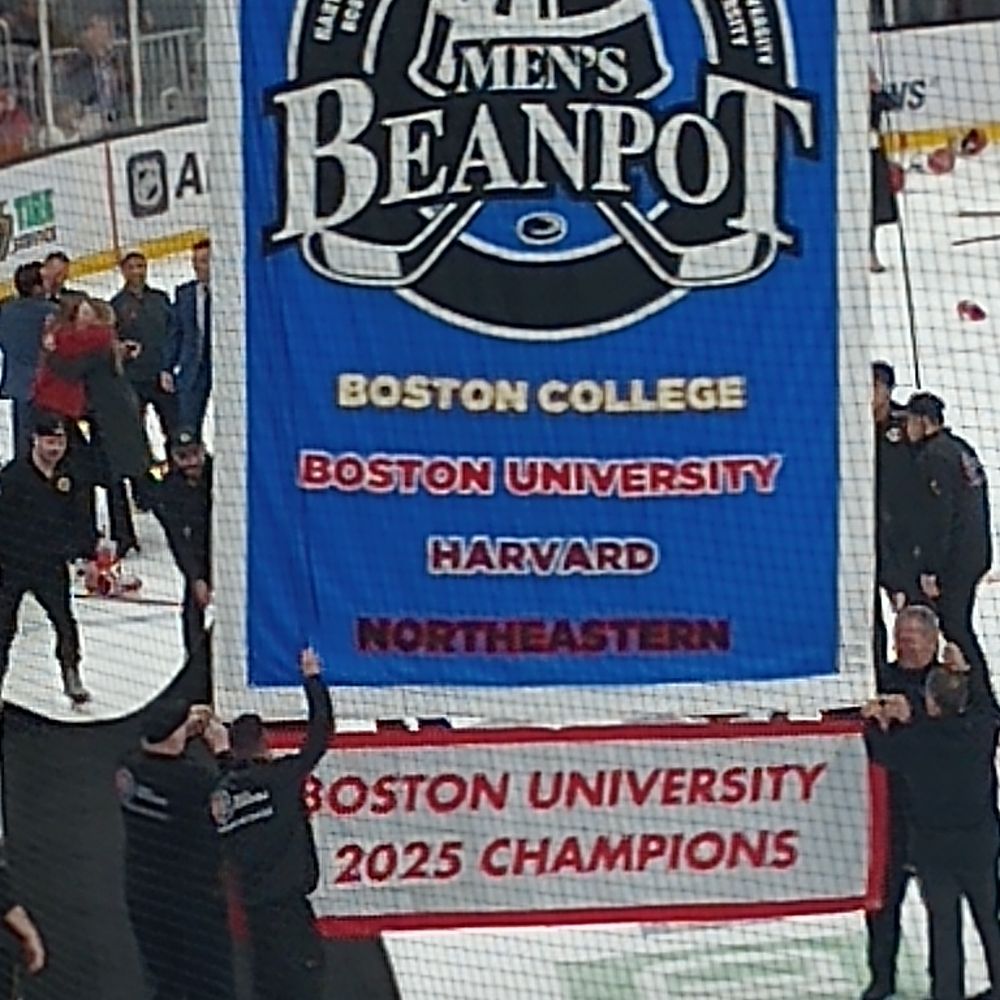 MEN'S
BEANPOT
BOSTON COLLEGE
BOSTON UNIVERSITY
HARVARD
NORTHEASTERN
BOSTON UNIVERSITY
2025 CHAMPIONS